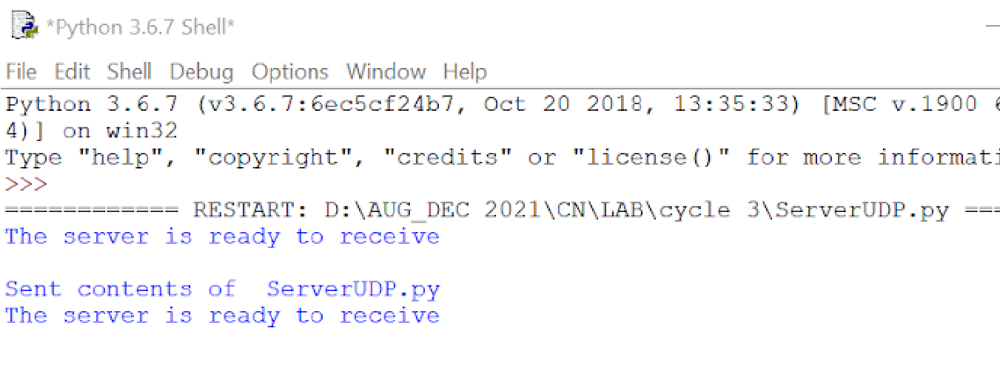 *Python 3.6.7 Shell*
File Edit Shell Debug Options Window Help
Python 3.6.7 (v3.6.7:6ec5cf24b7, Oct 20 2018, 13:35:33) [MSC v.1900 6
4)] on win32
Type "help", "copyright", "credits" or "license()" for more informati
>>>
============ RESTART: D:\AUG_DEC 2021\CN\LAB\cycle 3\ServerUDP.py ===
The server is ready to receive
Sent contents of  ServerUDP.py
The server is ready to receive